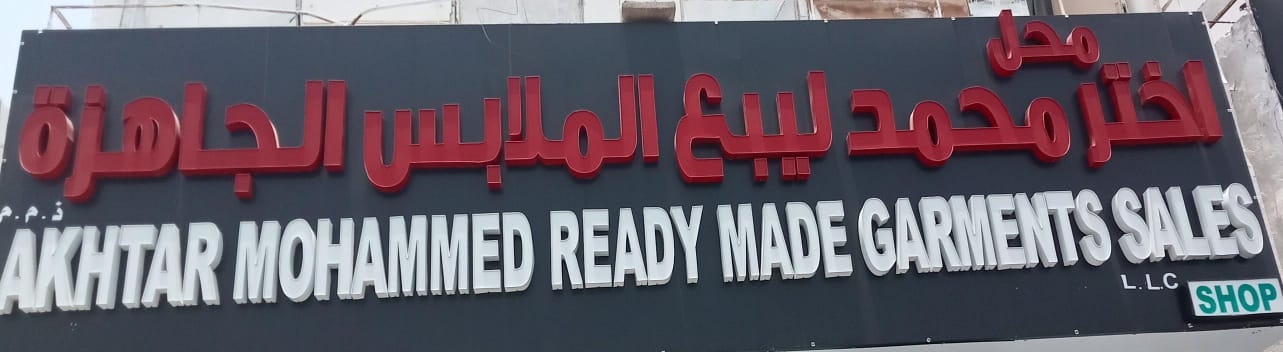 محل
اختر محمد لبيع الملابس الجاهزة
ذ.م.م
AKHTAR MOHAMMED READY MADE GARMENTS SALES
L.L.C
SHOP